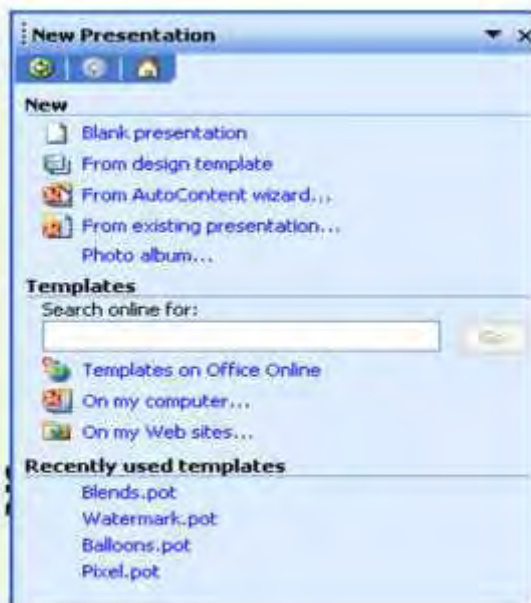 New Presentation
New
Blank presentation
From design template
From AutoContent wizard...
From existing presentation...
Photo album...
Templates
Search online for:
Go
Templates on Office Online
On my computer...
On my Web sites...
Recently used templates
Blends.pot
Watermark.pot
Balloons.pot
Pixel.pot